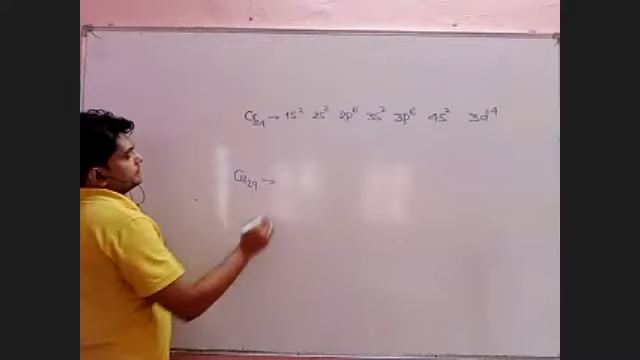 Cr₂₄ → 1s² 2s² 2p⁶ 3s² 3p⁶ 4s² 3d⁴
Cu₂₉ →